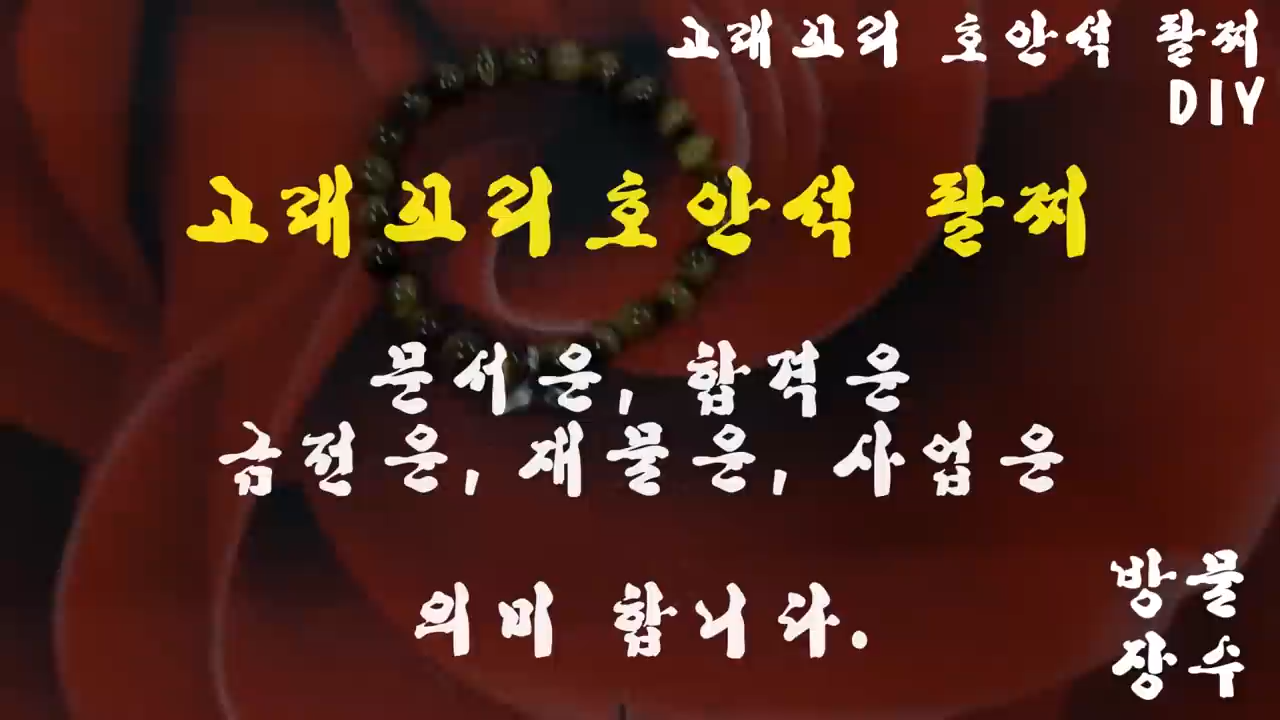 고래꼬리 호안석 팔찌
DIY
고래꼬리 호안석 팔찌
문서운, 합격운
금전운, 재물운, 사업운
의미 합니다.
방물
장수